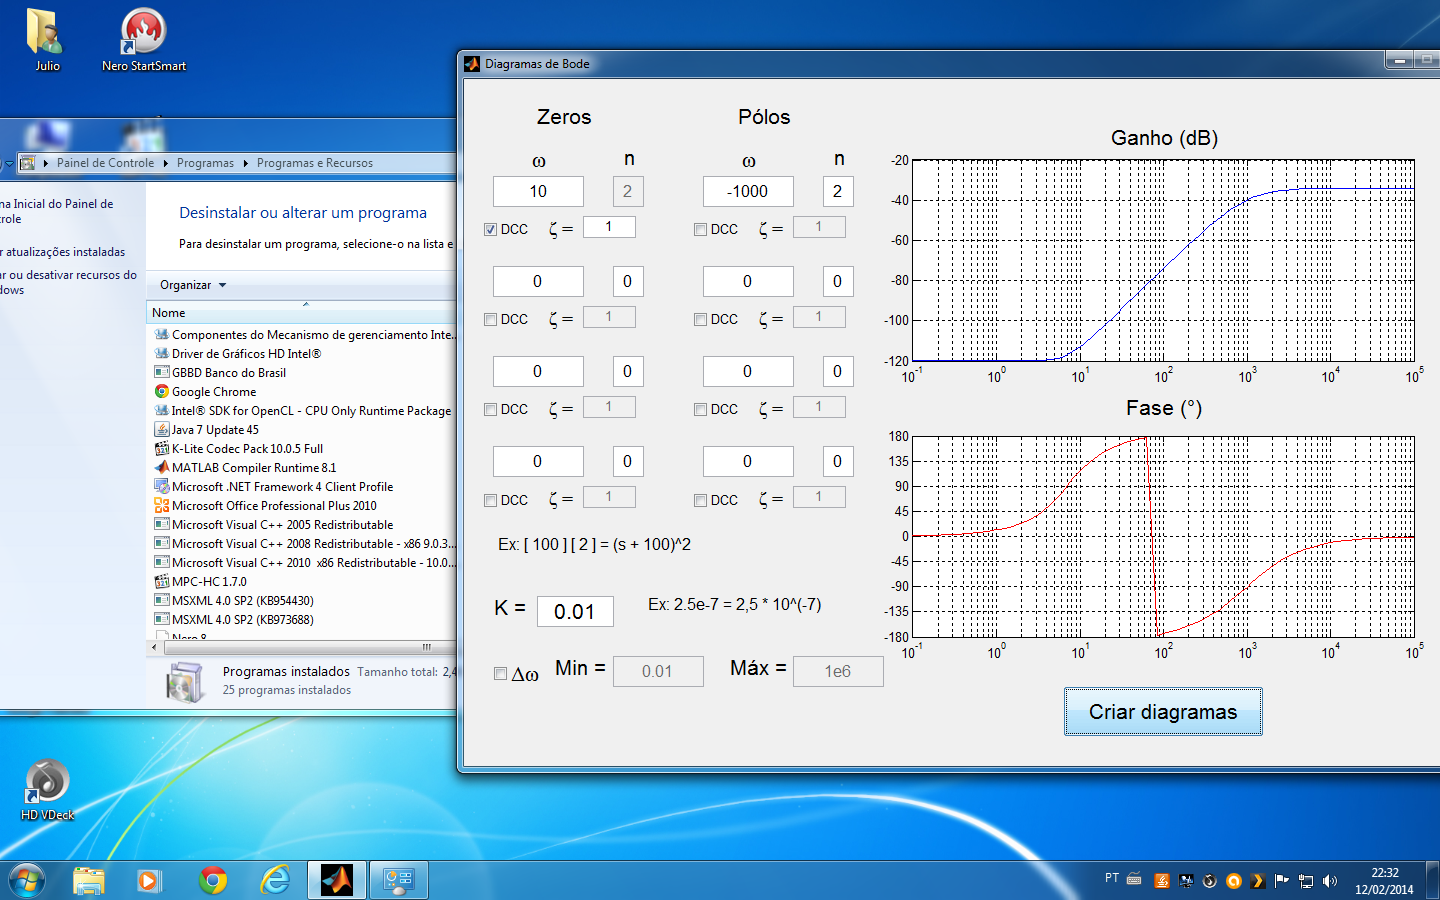 Julio
Nero StartSmart
Painel de Controle
Programas
Programas e Recursos
na Inicial do Painel de
role
r atualizações instaladas
ar ou desativar recursos do
dows
Desinstalar ou alterar um programa
Para desinstalar um programa, selecione-o na lista e
Organizar
Nome
Componentes do Mecanismo de gerenciamento Inte...
Driver de Gráficos HD Intel®
GBBD Banco do Brasil
Google Chrome
Intel® SDK for OpenCL - CPU Only Runtime Package
Java 7 Update 45
K-Lite Codec Pack 10.0.5 Full
MATLAB Compiler Runtime 8.1
Microsoft .NET Framework 4 Client Profile
Microsoft Office Professional Plus 2010
Microsoft Visual C++ 2005 Redistributable
Microsoft Visual C++ 2008 Redistributable - x86 9.0.3...
Microsoft Visual C++ 2010 x86 Redistributable - 10.0...
MPC-HC 1.7.0
MSXML 4.0 SP2 (KB954430)
MSXML 4.0 SP2 (KB973688)
Nero 8
Programas instalados Tamanho total: 2,4
25 programas instalados
HD VDeck
Diagramas de Bode
Zeros Pólos
ω n ω n
10 2 -1000 2
DCC ζ = 1 DCC ζ = 1
0 0 0 0
DCC ζ = 1 DCC ζ = 1
0 0 0 0
DCC ζ = 1 DCC ζ = 1
0 0 0 0
DCC ζ = 1 DCC ζ = 1
Ex: [ 100 ] [ 2 ] = (s + 100)^2
K = 0.01 Ex: 2.5e-7 = 2,5 * 10^(-7)
Δω Min = 0.01 Máx = 1e6
Ganho (dB)
-20
-40
-60
-80
-100
-120
10^-1 10^0 10^1 10^2 10^3 10^4 10^5
Fase (°)
180
135
90
45
0
-45
-90
-135
-180
10^-1 10^0 10^1 10^2 10^3 10^4 10^5
Criar diagramas
PT
22:32
12/02/2014